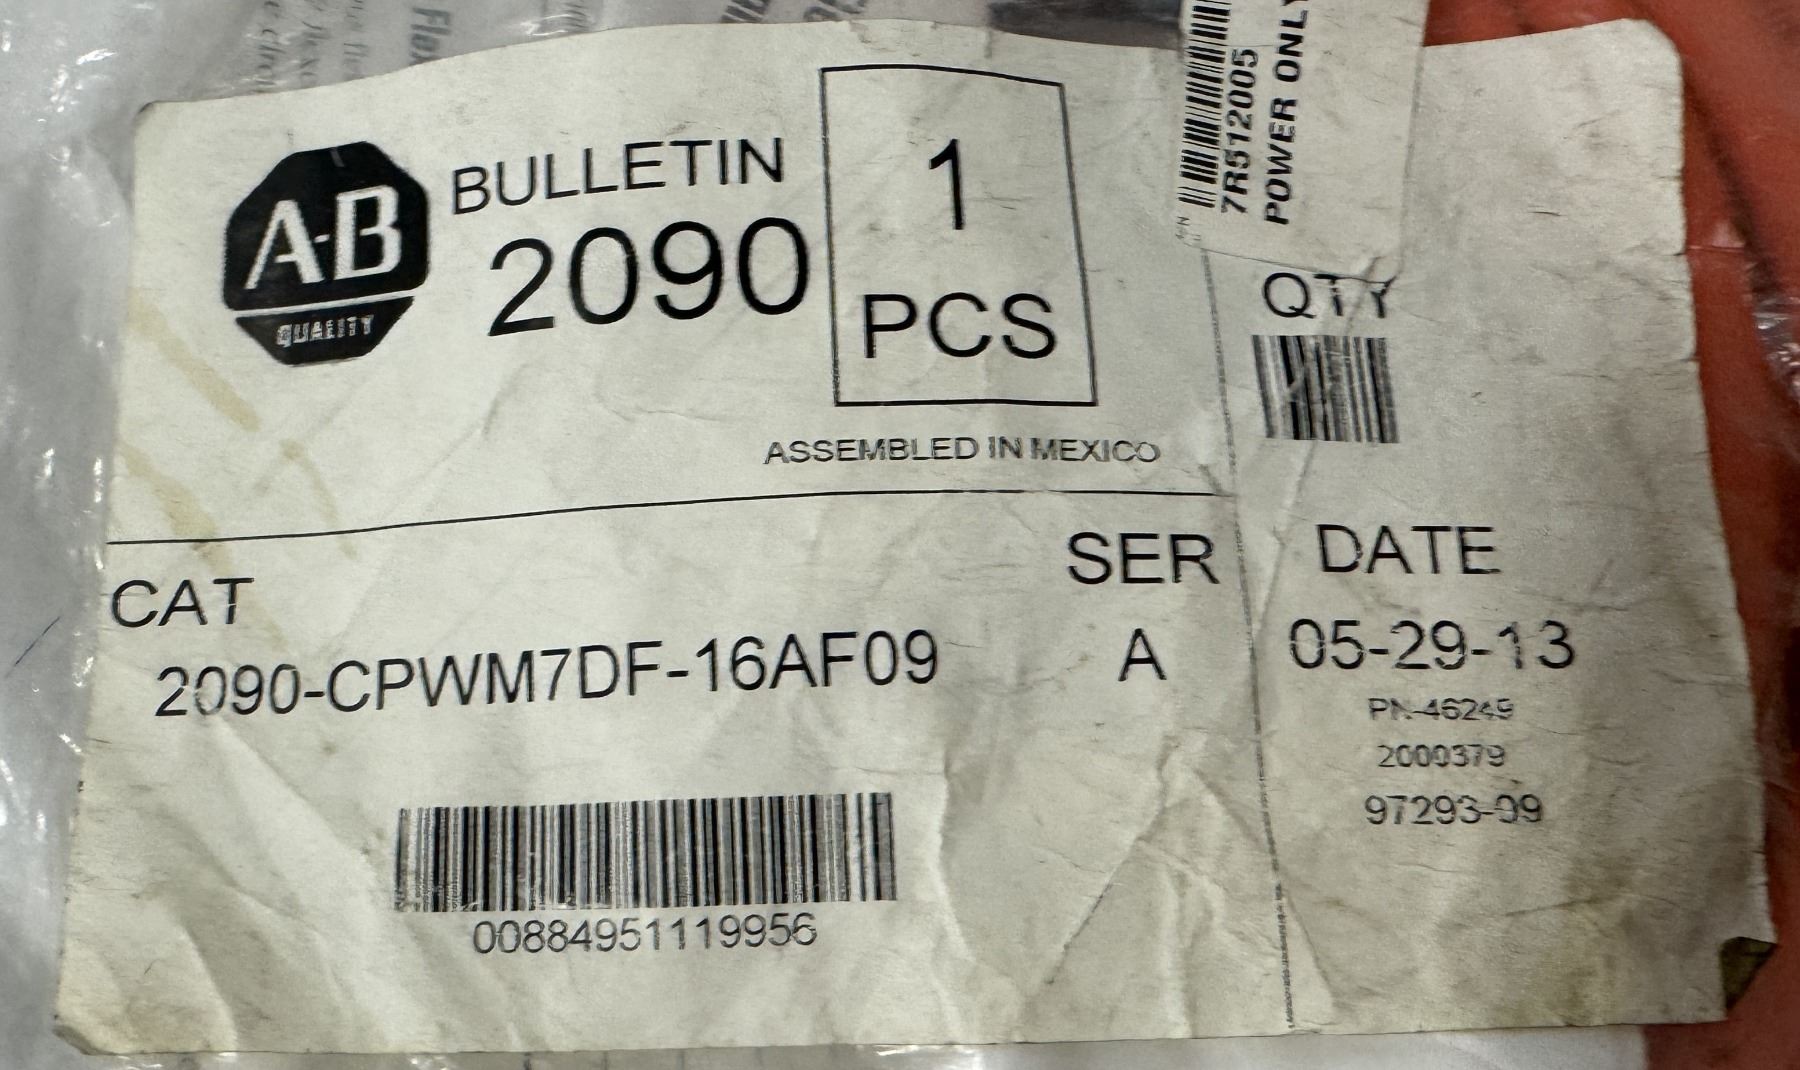 A-B
QUALITY
BULLETIN
2090
1
PCS
7R512005
POWER ONLY
QTY
ASSEMBLED IN MEXICO
CAT
2090-CPWM7DF-16AF09
SER
A
DATE
05-29-13
PN-46249
2000379
97293-09
00884951119956